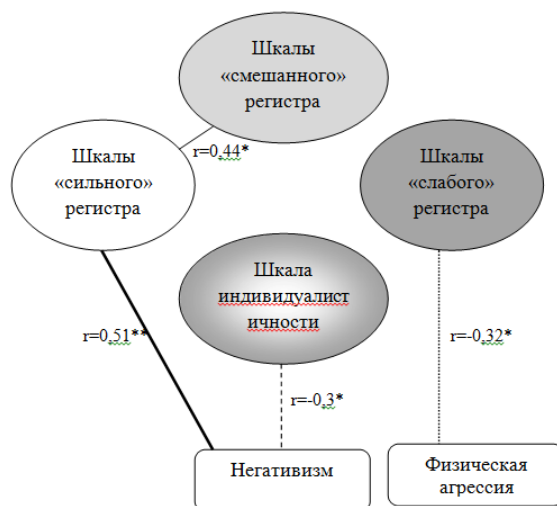 Шкалы
«смешанного»
регистра
r=0,44*
Шкалы
«сильного»
регистра
Шкалы
«слабого»
регистра
Шкала
индивидуалист
ичности
r=0,51**
r=-0,32*
r=-0,3*
Негативизм
Физическая
агрессия